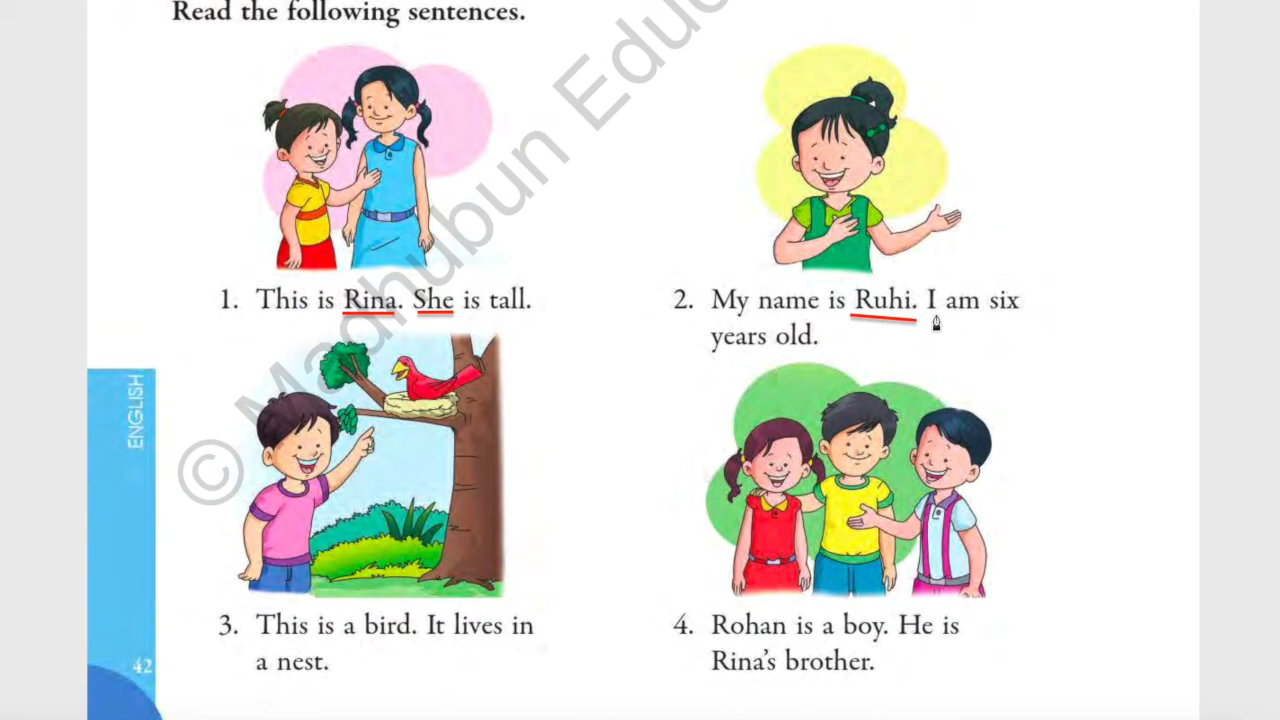 Read the following sentences.
1. This is Rina. She is tall.
2. My name is Ruhi. I am six
years old.
3. This is a bird. It lives in
a nest.
4. Rohan is a boy. He is
Rina’s brother.
ENGLISH
42
© Madhubun Educ